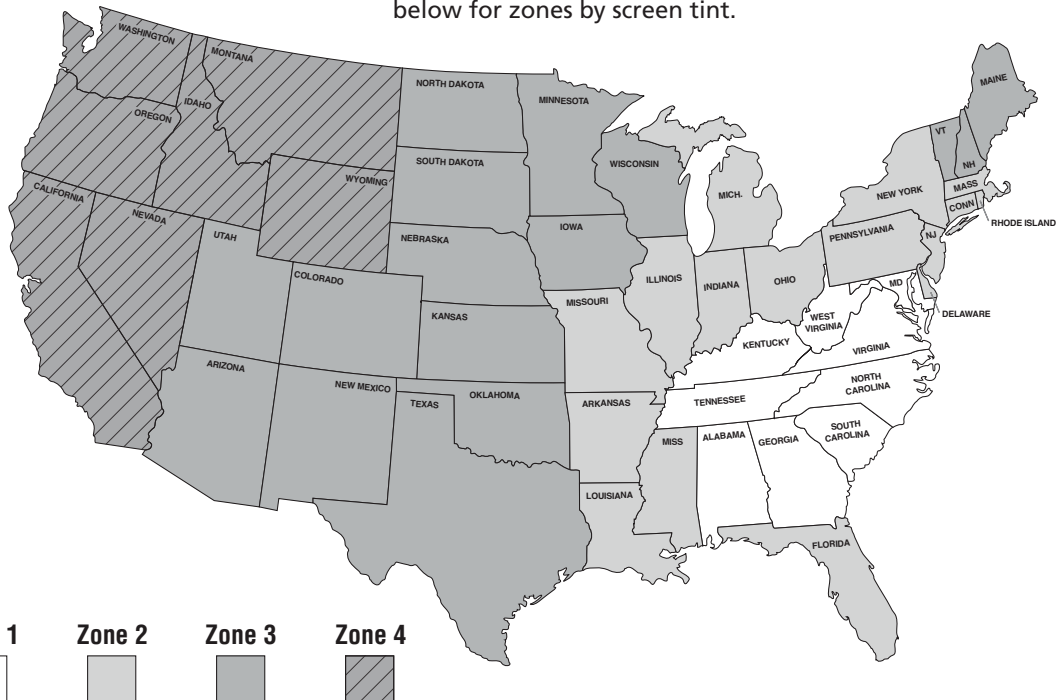 below for zones by screen tint.
WASHINGTON
MONTANA
NORTH DAKOTA
MINNESOTA
MAINE
IDAHO
OREGON
VT
WISCONSIN
SOUTH DAKOTA
NH
WYOMING
MICH.
NEW YORK
MASS
CALIFORNIA
CONN
NEVADA
RHODE ISLAND
IOWA
PENNSYLVANIA
NJ
UTAH
NEBRASKA
COLORADO
ILLINOIS
INDIANA
OHIO
MD
MISSOURI
DELAWARE
KANSAS
WEST
VIRGINIA
KENTUCKY
VIRGINIA
ARIZONA
NEW MEXICO
NORTH
CAROLINA
OKLAHOMA
TEXAS
ARKANSAS
TENNESSEE
SOUTH
CAROLINA
MISS
ALABAMA
GEORGIA
LOUISIANA
FLORIDA
1 Zone 2 Zone 3 Zone 4